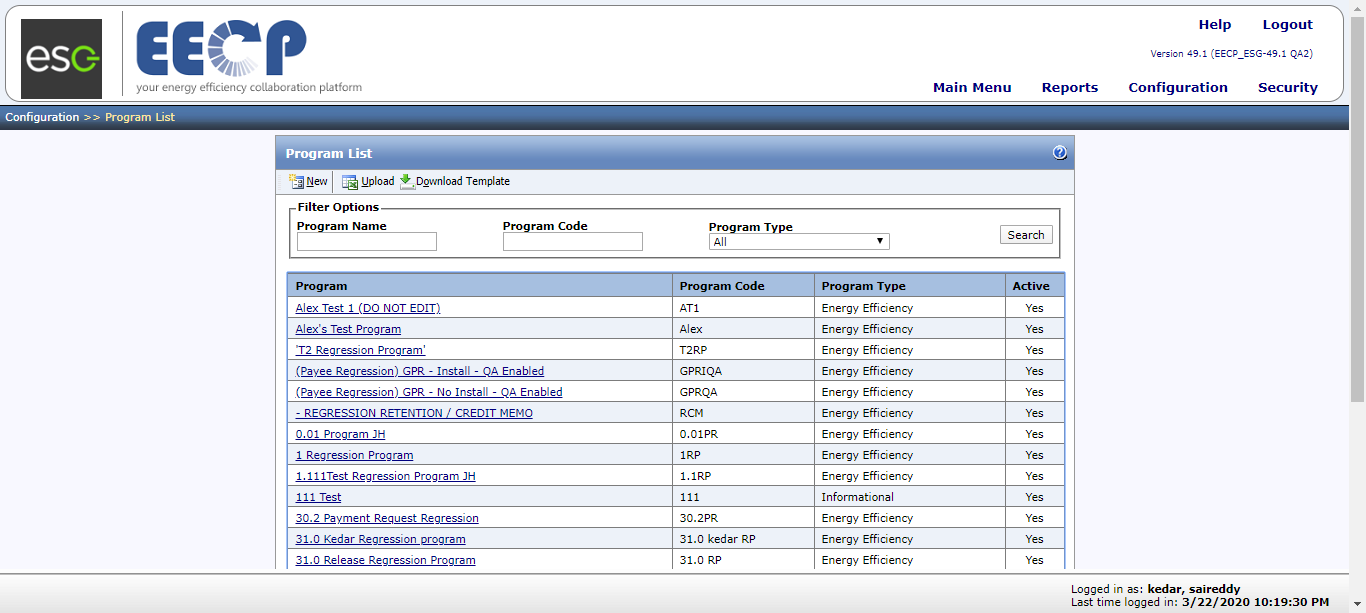 Help Logout
esc EECP
Version 49.1 (EECP_ESG-49.1 QA2)
your energy efficiency collaboration platform
Main Menu Reports Configuration Security
Configuration >> Program List
Program List ?
New Upload Download Template
Filter Options
Program Name Program Code Program Type
All Search
Program Program Code Program Type Active
Alex Test 1 (DO NOT EDIT) AT1 Energy Efficiency Yes
Alex's Test Program Alex Energy Efficiency Yes
'T2 Regression Program' T2RP Energy Efficiency Yes
(Payee Regression) GPR - Install - QA Enabled GPRIQA Energy Efficiency Yes
(Payee Regression) GPR - No Install - QA Enabled GPRQA Energy Efficiency Yes
- REGRESSION RETENTION / CREDIT MEMO RCM Energy Efficiency Yes
0.01 Program JH 0.01PR Energy Efficiency Yes
1 Regression Program 1RP Energy Efficiency Yes
1.111Test Regression Program JH 1.1RP Energy Efficiency Yes
111 Test 111 Informational Yes
30.2 Payment Request Regression 30.2PR Energy Efficiency Yes
31.0 Kedar Regression program 31.0 kedar RP Energy Efficiency Yes
31.0 Release Regression Program 31.0 RP Energy Efficiency Yes
Logged in as: kedar, saireddy
Last time logged in: 3/22/2020 10:19:30 PM